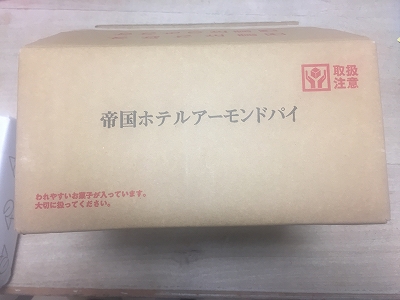 取扱
注意
帝国ホテルアーモンドパイ
われやすいお菓子が入っています。
大切に扱ってください。